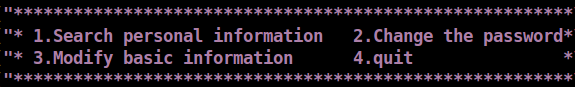 "********************************************************
"* 1.Search personal information   2.Change the password*
"* 3.Modify basic information      4.quit               *
"********************************************************